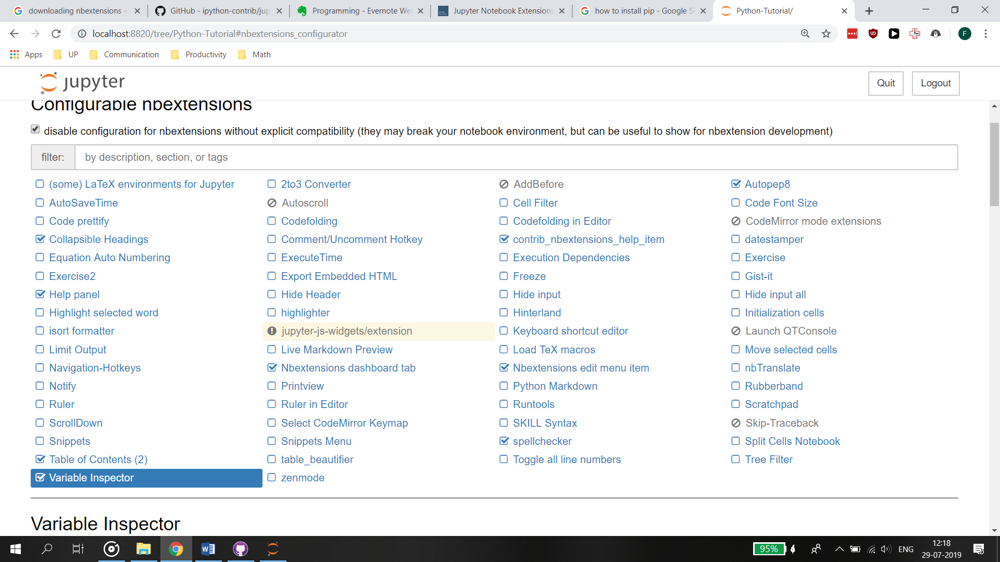 downloading nbextensions -
GitHub - ipython-contrib/jup
Programming - Evernote We
Jupyter Notebook Extensions
how to install pip - Google Se
Python-Tutorial/
localhost:8820/tree/Python-Tutorial#nbextensions_configurator
F
Apps UP Communication Productivity Math
jupyter
Quit Logout
Configurable nbextensions
disable configuration for nbextensions without explicit compatibility (they may break your notebook environment, but can be useful to show for nbextension development)
filter: by description, section, or tags
(some) LaTeX environments for Jupyter 2to3 Converter AddBefore Autopep8
AutoSaveTime Autoscroll Cell Filter Code Font Size
Code prettify Codefolding Codefolding in Editor CodeMirror mode extensions
Collapsible Headings Comment/Uncomment Hotkey contrib_nbextensions_help_item datestamper
Equation Auto Numbering ExecuteTime Execution Dependencies Exercise
Exercise2 Export Embedded HTML Freeze Gist-it
Help panel Hide Header Hide input Hide input all
Highlight selected word highlighter Hinterland Initialization cells
isort formatter jupyter-js-widgets/extension Keyboard shortcut editor Launch QTConsole
Limit Output Live Markdown Preview Load TeX macros Move selected cells
Navigation-Hotkeys Nbextensions dashboard tab Nbextensions edit menu item nbTranslate
Notify Printview Python Markdown Rubberband
Ruler Ruler in Editor Runtools Scratchpad
ScrollDown Select CodeMirror Keymap SKILL Syntax Skip-Traceback
Snippets Snippets Menu spellchecker Split Cells Notebook
Table of Contents (2) table_beautifier Toggle all line numbers Tree Filter
Variable Inspector zenmode
Variable Inspector
95% ENG 12:18
29-07-2019